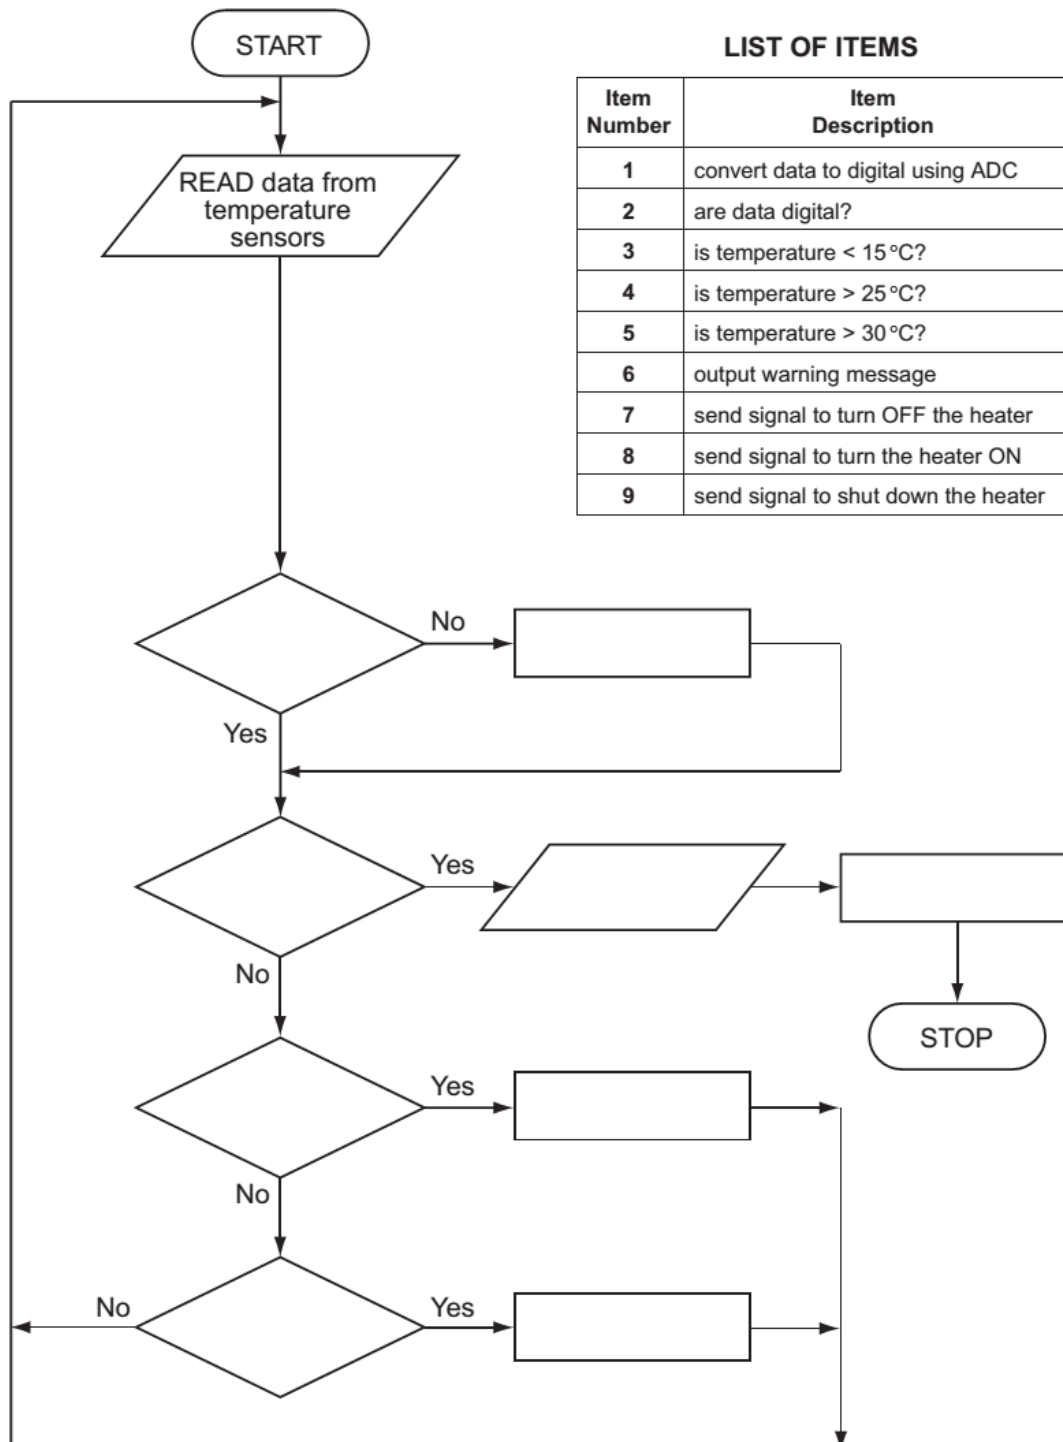 START
LIST OF ITEMS
Item Number
Item Description
1
convert data to digital using ADC
2
are data digital?
3
is temperature < 15 °C?
4
is temperature > 25 °C?
5
is temperature > 30 °C?
6
output warning message
7
send signal to turn OFF the heater
8
send signal to turn the heater ON
9
send signal to shut down the heater
READ data from
temperature
sensors
No
Yes
Yes
No
STOP
Yes
No
No
Yes